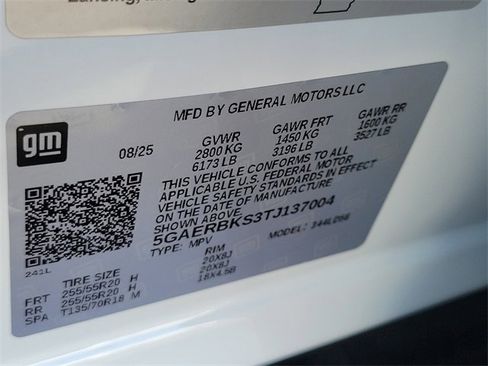 Lansing,
MFD BY GENERAL MOTORS LLC
gm
08/25 GVWR GAWR FRT GAWR RR
2800 KG 1450 KG 1600 KG
6173 LB 3196 LB 3527 LB
THIS VEHICLE CONFORMS TO ALL
APPLICABLE U.S. FEDERAL MOTOR
VEHICLE SAFETY STANDARDS IN EFFECT
ON THE DATE OF MANUFACTURE
SHOWN ABOVE.
5GAERBKS3TJ137004
TYPE: MPV MODEL:
241L
TIRE SIZE RIM
FRT 255/55R20 H 20X8J
RR 255/55R20 H 20X8J
SPA T135/70R18 M 18X4.5B